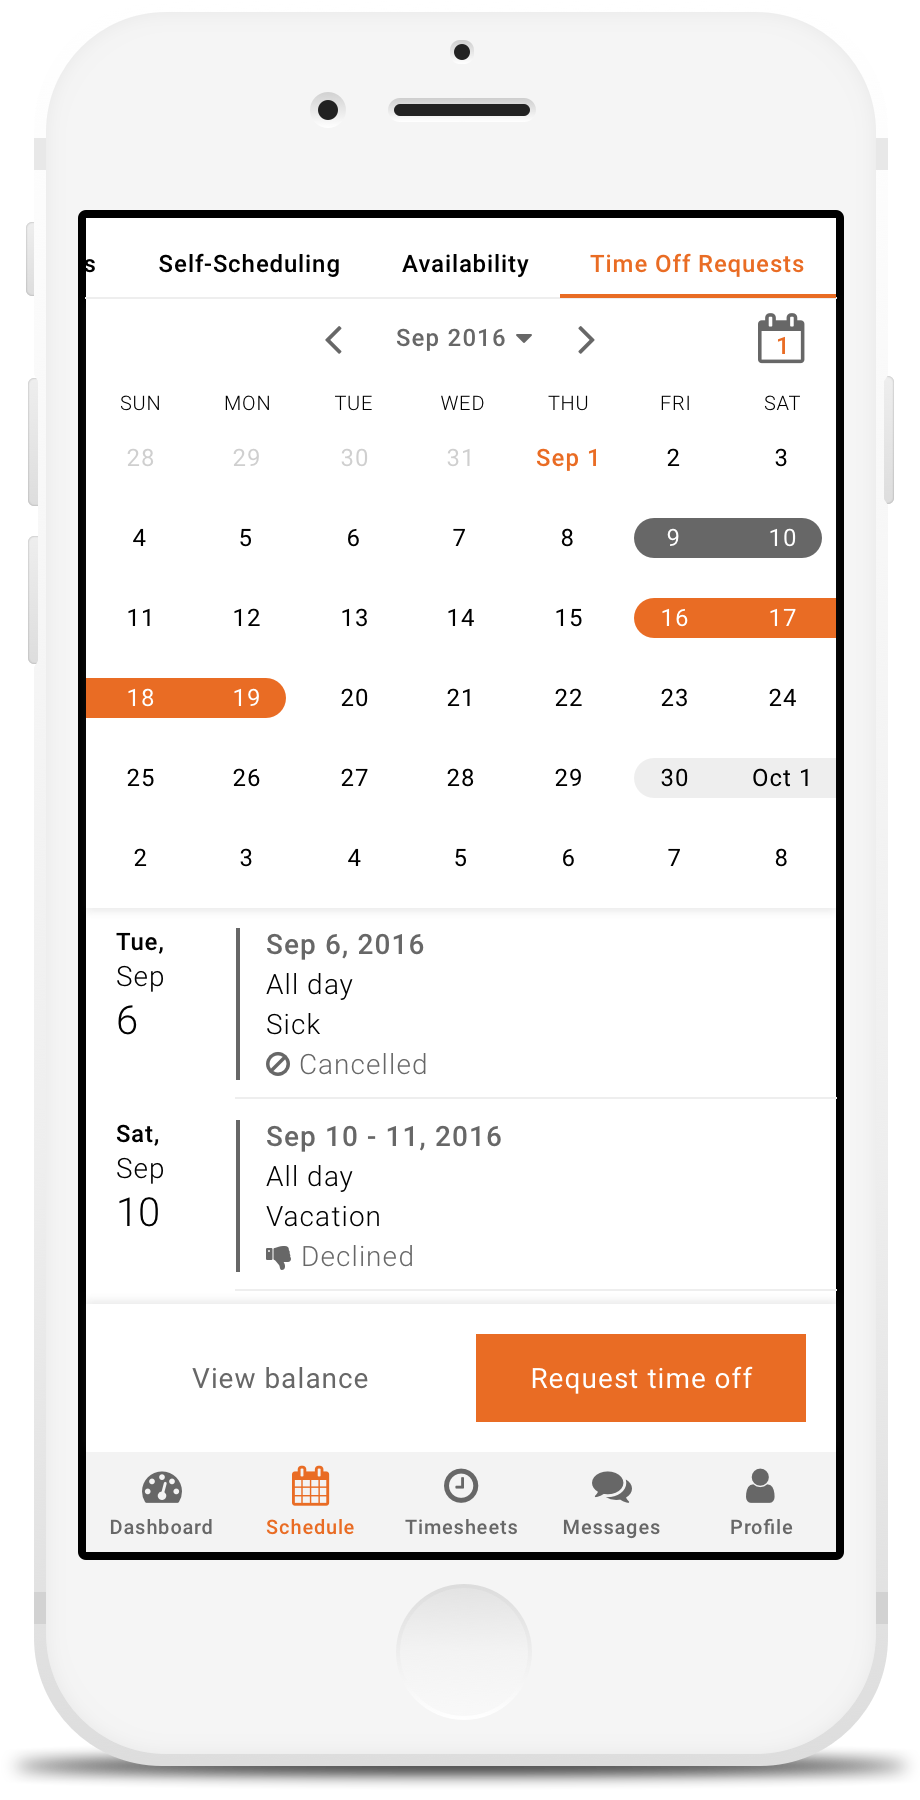 s Self-Scheduling Availability Time Off Requests
Sep 2016
1
SUN MON TUE WED THU FRI SAT
28 29 30 31 Sep 1 2 3
4 5 6 7 8 9 10
11 12 13 14 15 16 17
18 19 20 21 22 23 24
25 26 27 28 29 30 Oct 1
2 3 4 5 6 7 8
Tue,
Sep
6
Sep 6, 2016
All day
Sick
Cancelled
Sat,
Sep
10
Sep 10 - 11, 2016
All day
Vacation
Declined
View balance Request time off
Dashboard Schedule Timesheets Messages Profile